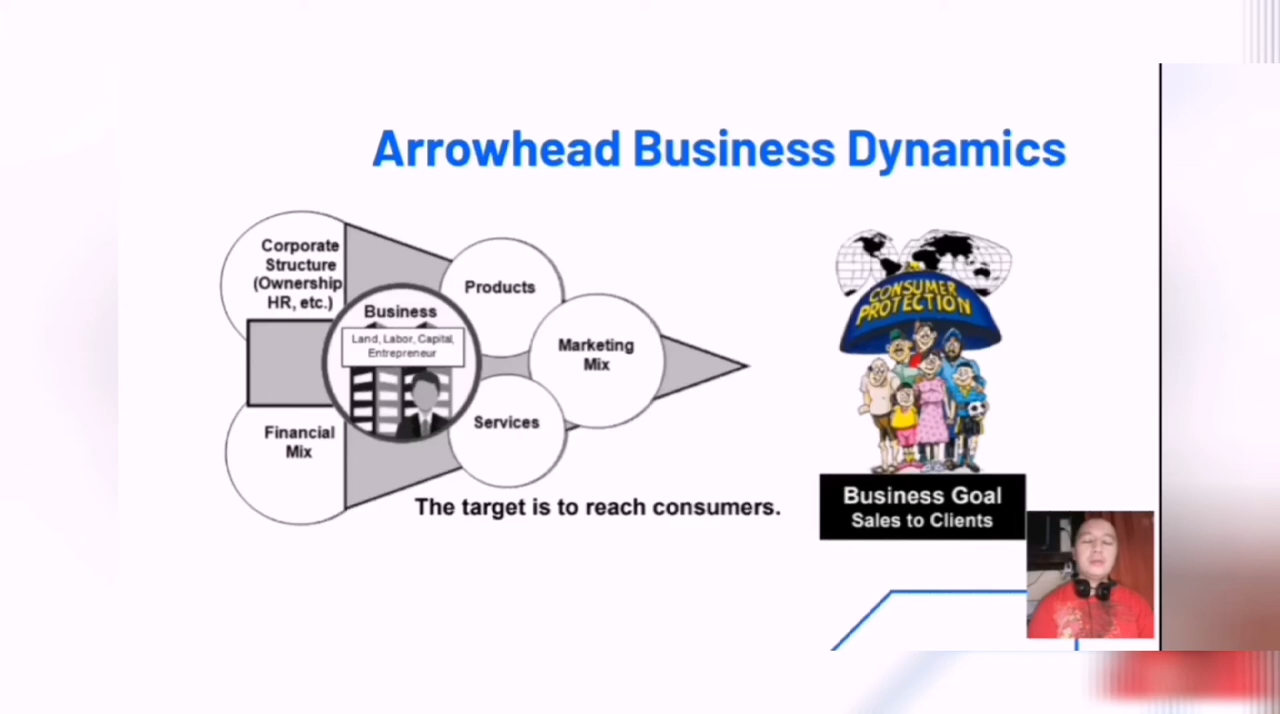 Arrowhead Business Dynamics
Corporate
Structure
(Ownership
HR, etc.)
Business
Land, Labor, Capital,
Entrepreneur
Products
Marketing
Mix
Services
Financial
Mix
The target is to reach consumers.
CONSUMER
PROTECTION
Business Goal
Sales to Clients